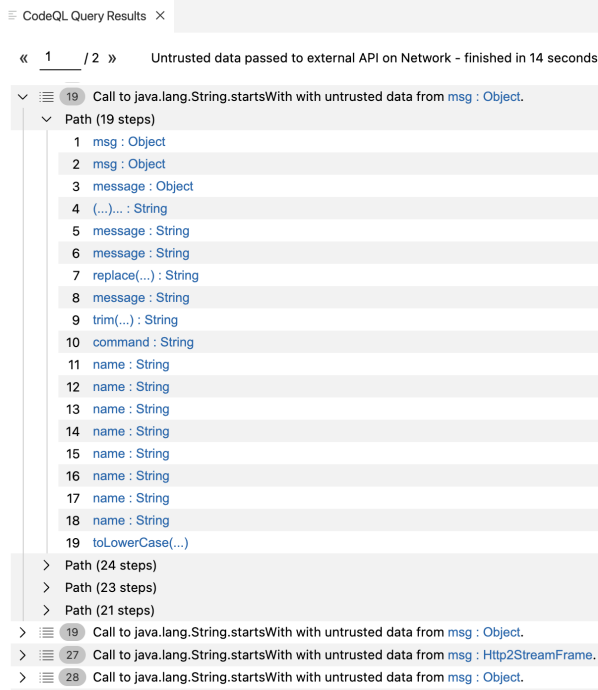 CodeQL Query Results ×
« 1 / 2 » Untrusted data passed to external API on Network - finished in 14 seconds
19 Call to java.lang.String.startsWith with untrusted data from msg : Object.
Path (19 steps)
1 msg : Object
2 msg : Object
3 message : Object
4 (...)... : String
5 message : String
6 message : String
7 replace(...) : String
8 message : String
9 trim(...) : String
10 command : String
11 name : String
12 name : String
13 name : String
14 name : String
15 name : String
16 name : String
17 name : String
18 name : String
19 toLowerCase(...)
Path (24 steps)
Path (23 steps)
Path (21 steps)
19 Call to java.lang.String.startsWith with untrusted data from msg : Object.
27 Call to java.lang.String.startsWith with untrusted data from msg : Http2StreamFrame.
28 Call to java.lang.String.startsWith with untrusted data from msg : Object.